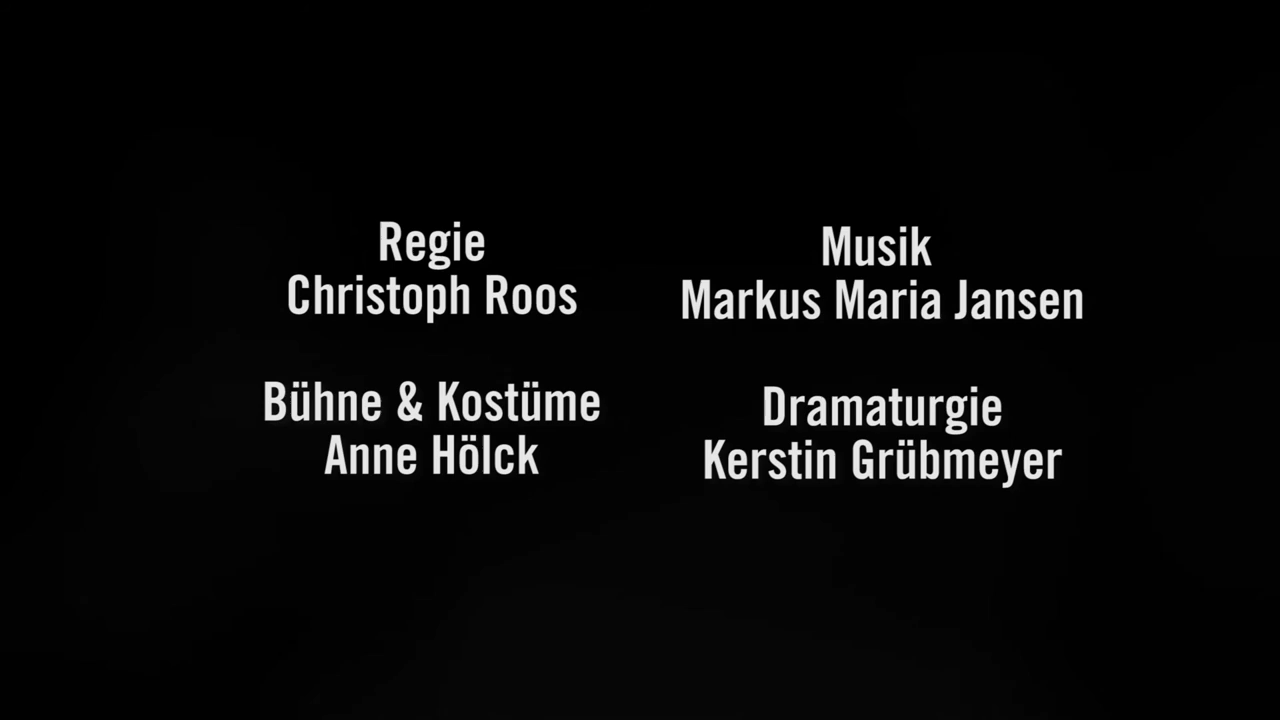 Regie
Christoph Roos
Bühne & Kostüme
Anne Hölck
Musik
Markus Maria Jansen
Dramaturgie
Kerstin Grübmeyer